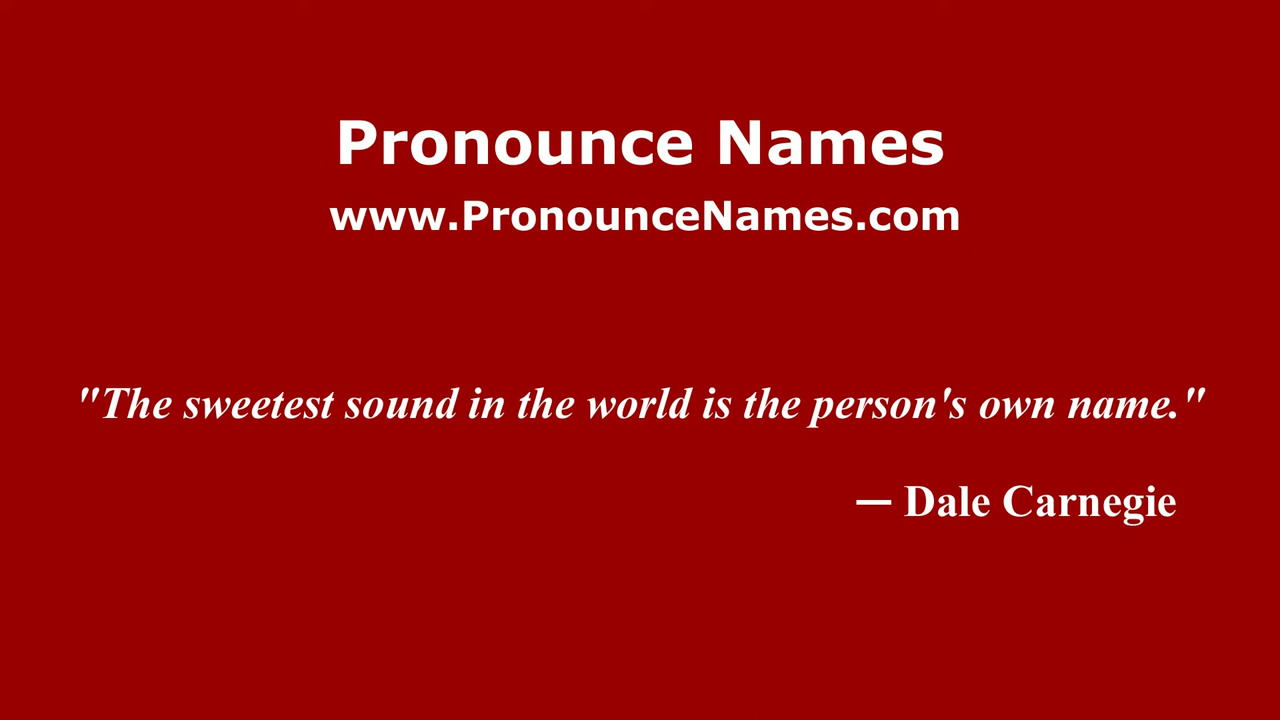 Pronounce Names
www.PronounceNames.com
"The sweetest sound in the world is the person's own name."
— Dale Carnegie